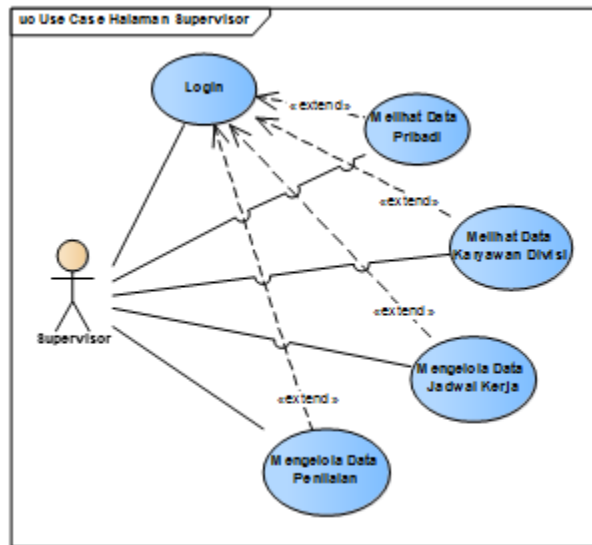 uc Use Case Halaman Supervisor
Login
«extend»
Melihat Data
Pribadi
«extend»
Melihat Data
Karyawan Divisi
Supervisor
«extend»
Mengelola Data
Jadwal Kerja
«extend»
Mengelola Data
Penilaian